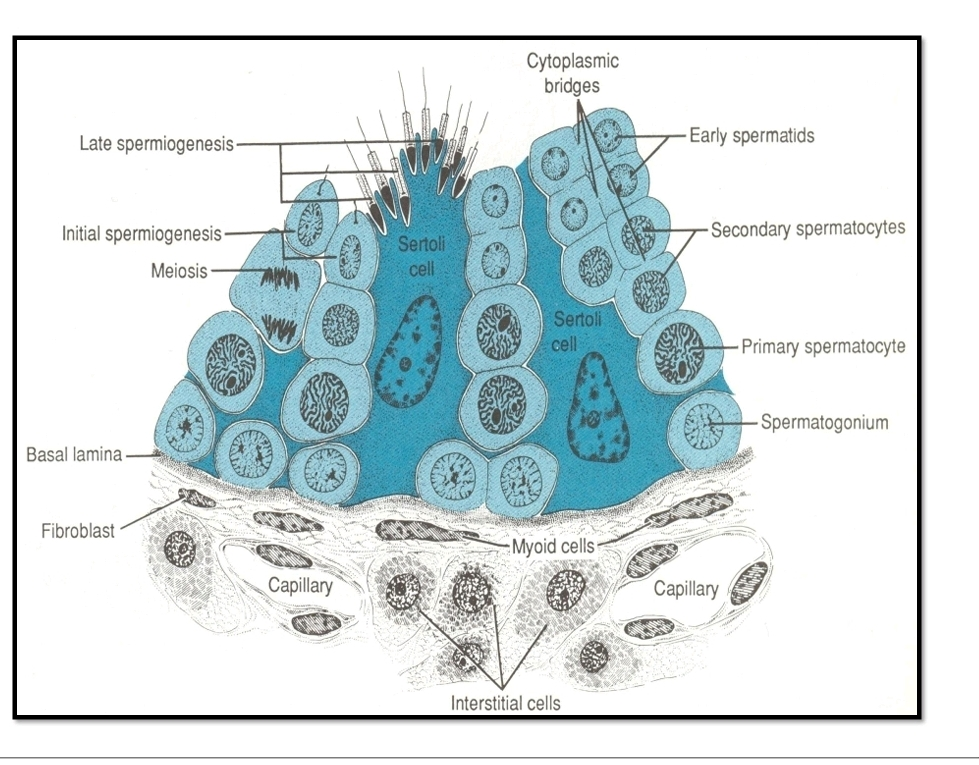 Cytoplasmic
bridges
Late spermiogenesis
Early spermatids
Initial spermiogenesis
Secondary spermatocytes
Sertoli
cell
Meiosis
Sertoli
cell
Primary spermatocyte
Spermatogonium
Basal lamina
Fibroblast
Myoid cells
Capillary
Capillary
Interstitial cells